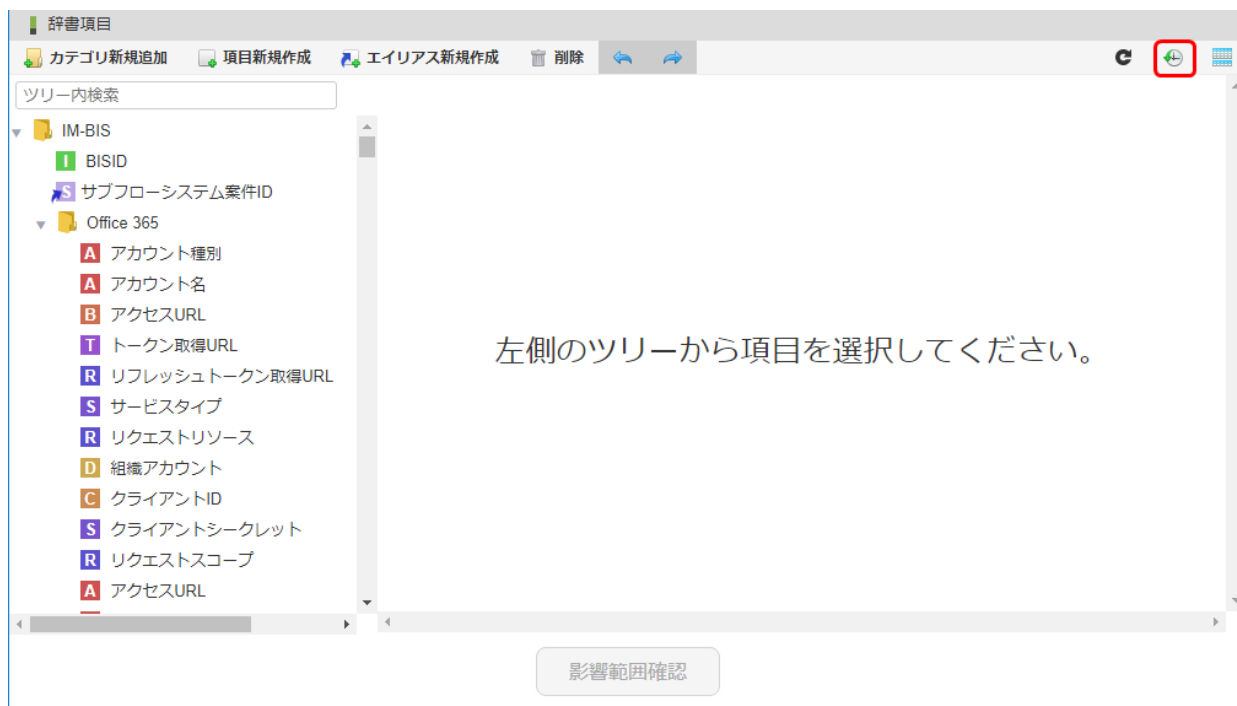 辞書項目
カテゴリ新規追加 項目新規作成 エイリアス新規作成 削除
ツリー内検索
IM-BIS
I BISID
S サブフローシステム案件ID
Office 365
A アカウント種別
A アカウント名
B アクセスURL
T トークン取得URL
R リフレッシュトークン取得URL
S サービスタイプ
R リクエストリソース
D 組織アカウント
C クライアントID
S クライアントシークレット
R リクエストスコープ
A アクセスURL
左側のツリーから項目を選択してください。
影響範囲確認